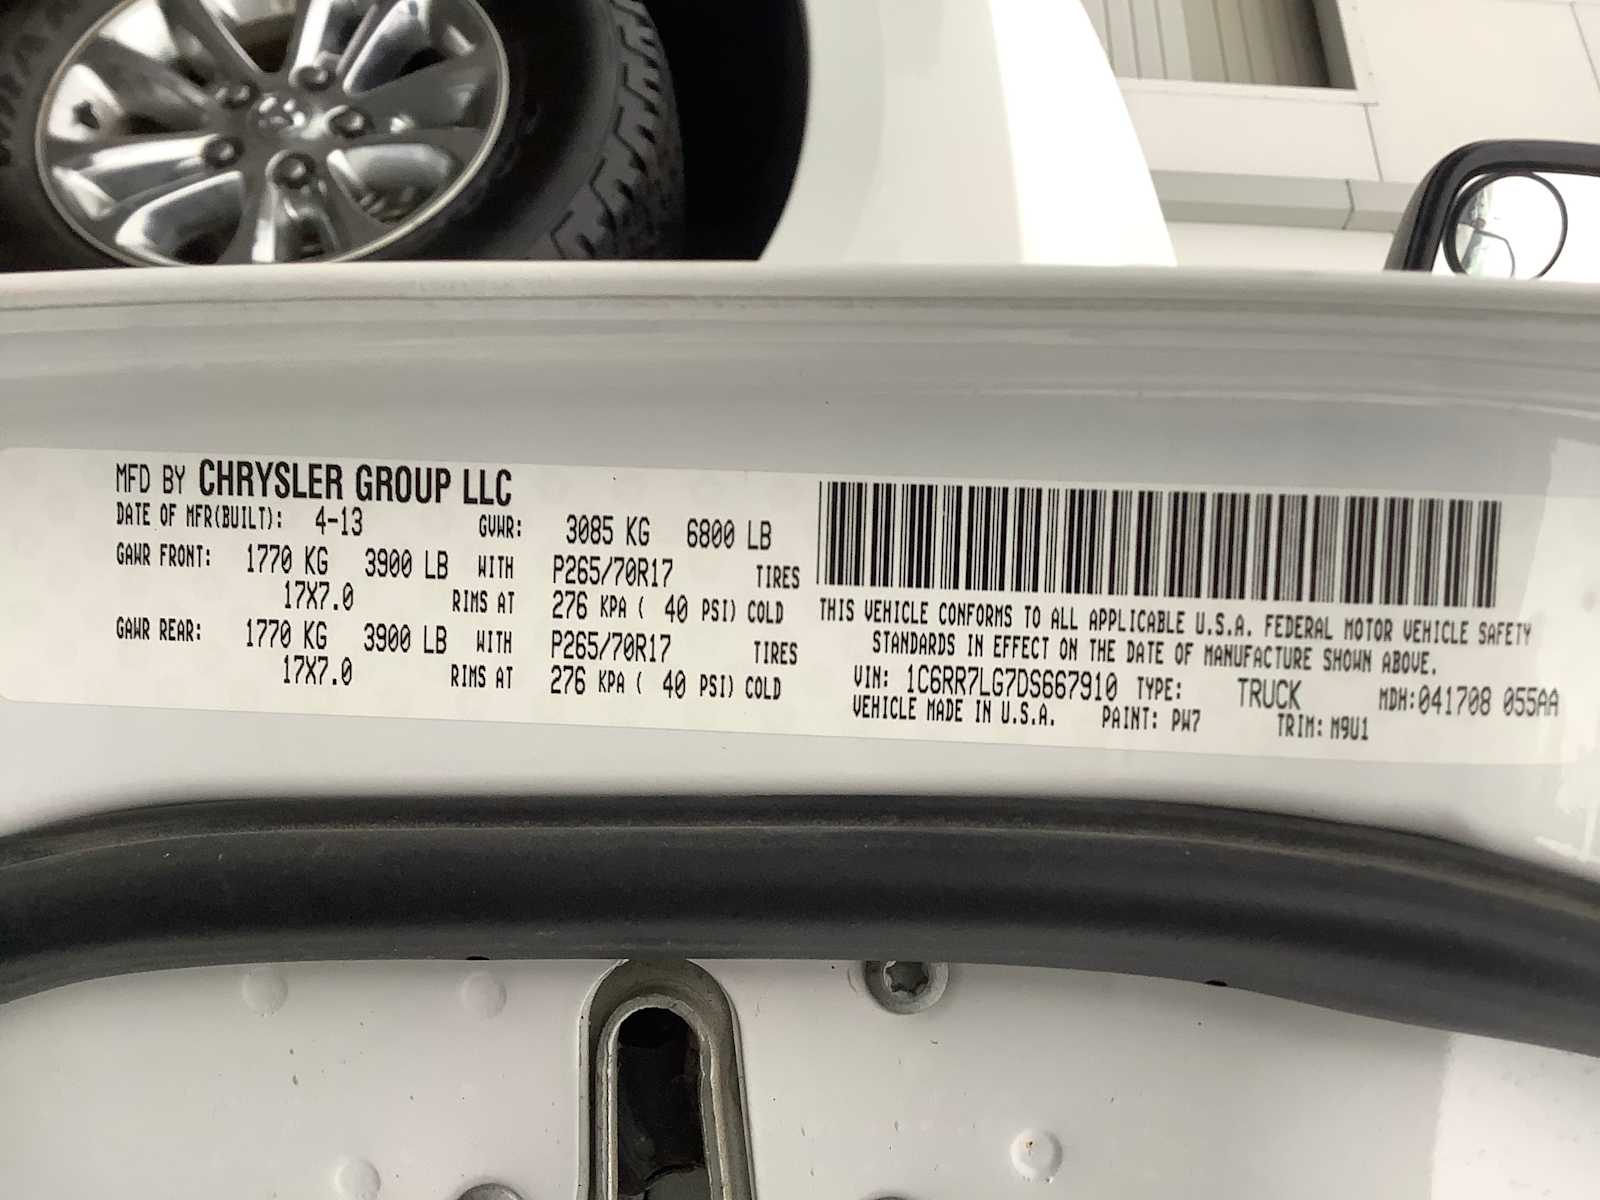 MFD BY CHRYSLER GROUP LLC
DATE OF MFR(BUILT): 4-13 GVWR: 3085 KG 6800 LB
GAWR FRONT: 1770 KG 3900 LB WITH P265/70R17 TIRES
17X7.0 RIMS AT 276 KPA ( 40 PSI) COLD
GAWR REAR: 1770 KG 3900 LB WITH P265/70R17 TIRES
17X7.0 RIMS AT 276 KPA ( 40 PSI) COLD
THIS VEHICLE CONFORMS TO ALL APPLICABLE U.S.A. FEDERAL MOTOR VEHICLE SAFETY
STANDARDS IN EFFECT ON THE DATE OF MANUFACTURE SHOWN ABOVE.
VIN: 1C6RR7LG7DS667910 TYPE: TRUCK MDH:041708 055AA
VEHICLE MADE IN U.S.A. PAINT: PW7 TRIM: M9U1